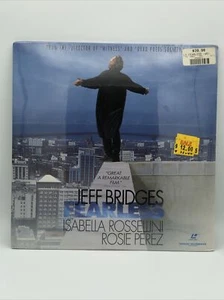 "FROM THE DIRECTOR OF 'WITNESS' AND 'DEAD POETS SOCIETY'"
"GREAT!
A REMARKABLE
FILM."
JEFF BRIDGES
FEARLESS
ISABELLA ROSSELLINI
ROSIE PEREZ
SALE